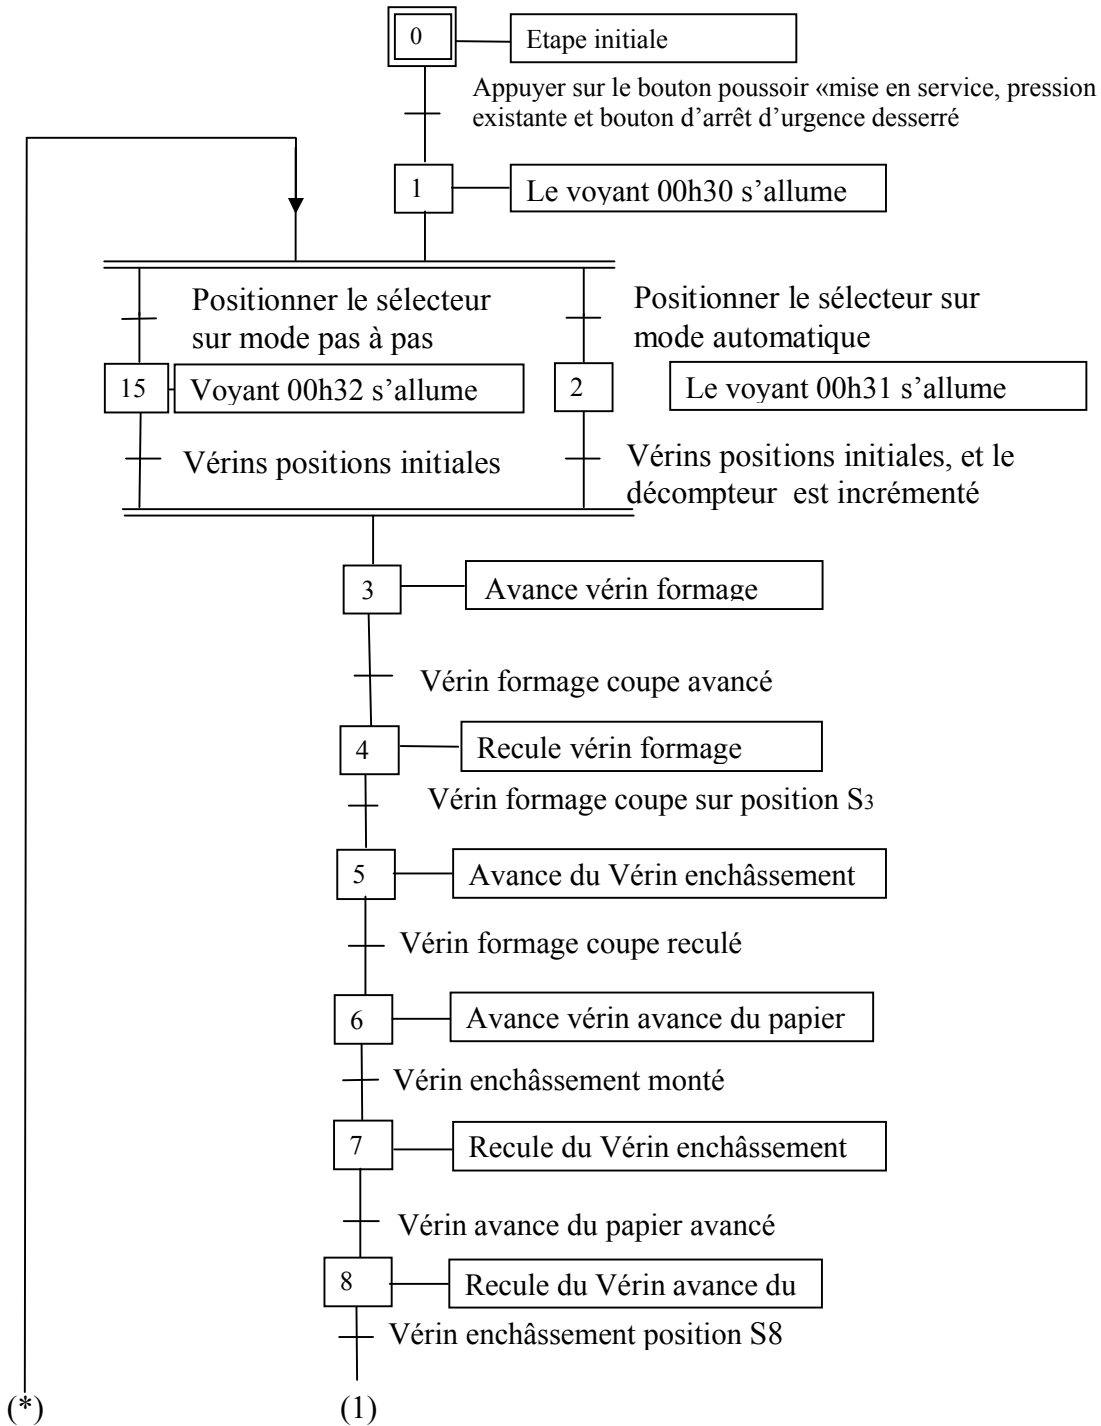 0
Etape initiale
Appuyer sur le bouton poussoir «mise en service, pression
existante et bouton d’arrêt d’urgence desserré
1
Le voyant 00h30 s’allume
Positionner le sélecteur
sur mode pas à pas
Positionner le sélecteur sur
mode automatique
15
Voyant 00h32 s’allume
2
Le voyant 00h31 s’allume
Vérins positions initiales
Vérins positions initiales, et le
décompteur est incrémenté
3
Avance vérin formage
Vérin formage coupe avancé
4
Recule vérin formage
Vérin formage coupe sur position S3
5
Avance du Vérin enchâssement
Vérin formage coupe reculé
6
Avance vérin avance du papier
Vérin enchâssement monté
7
Recule du Vérin enchâssement
Vérin avance du papier avancé
8
Recule du Vérin avance du
Vérin enchâssement position S8
(*)
(1)